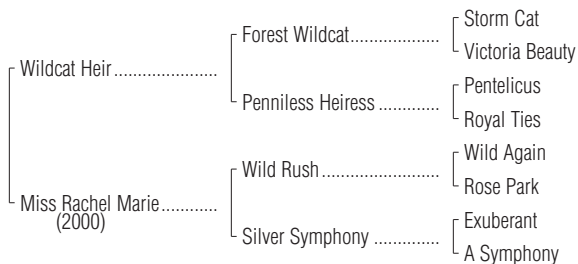 Storm Cat
Forest Wildcat...................
Victoria Beauty
Wildcat Heir......................
Pentelicus
Penniless Heiress .............
Royal Ties
Wild Again
Wild Rush.........................
Rose Park
Miss Rachel Marie............
(2000)
Exuberant
Silver Symphony ..............
A Symphony